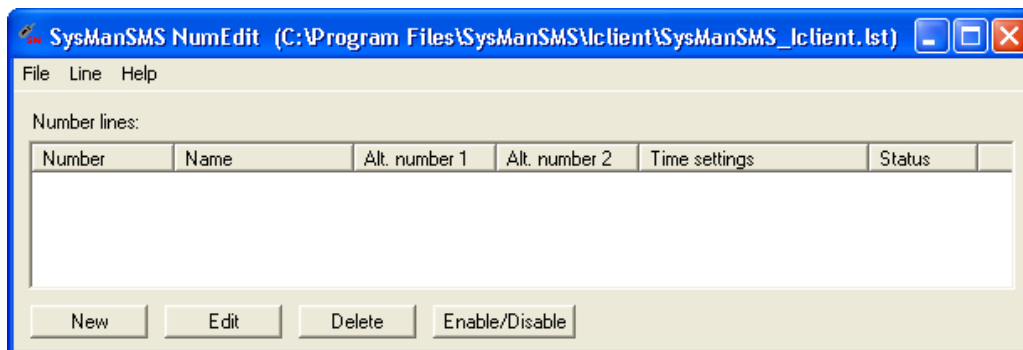 SysManSMS NumEdit (C:\Program Files\SysManSMS\Iclient\SysManSMS_Iclient.lst)
File Line Help
Number lines:
Number Name Alt. number 1 Alt. number 2 Time settings Status
New Edit Delete Enable/Disable